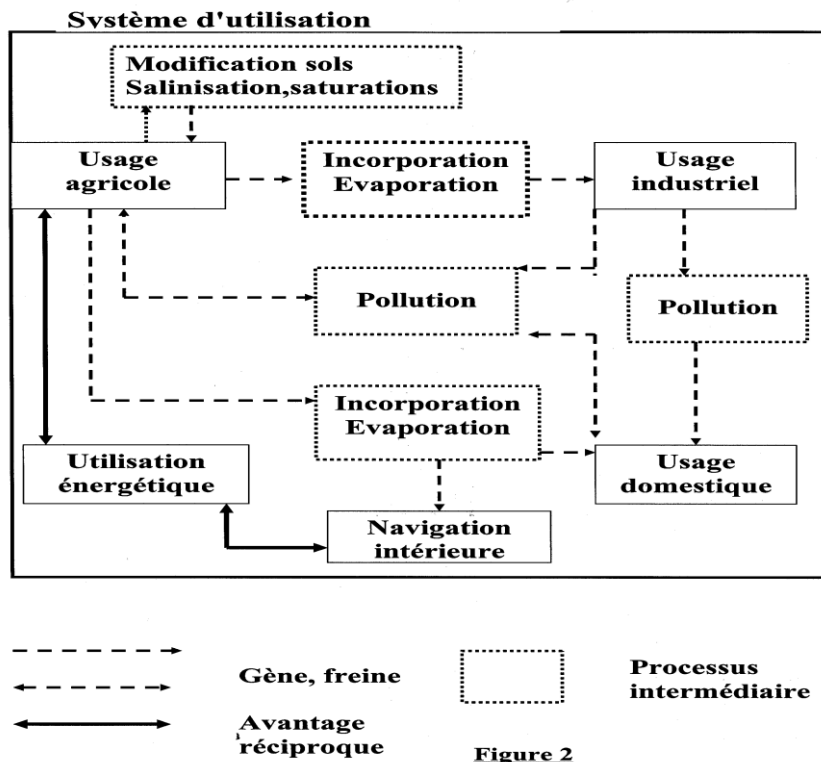 Système d'utilisation
Modification sols
Salinisation,saturations
Usage
agricole
Incorporation
Evaporation
Usage
industriel
Pollution
Pollution
Incorporation
Evaporation
Utilisation
énergétique
Usage
domestique
Navigation
intérieure
Gène, freine
Processus
intermédiaire
Avantage
réciproque
Figure 2